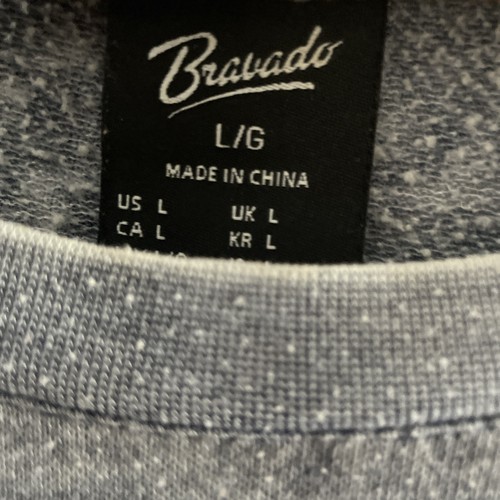 Bravado
L/G
MADE IN CHINA
US L UK L
CA L KR L